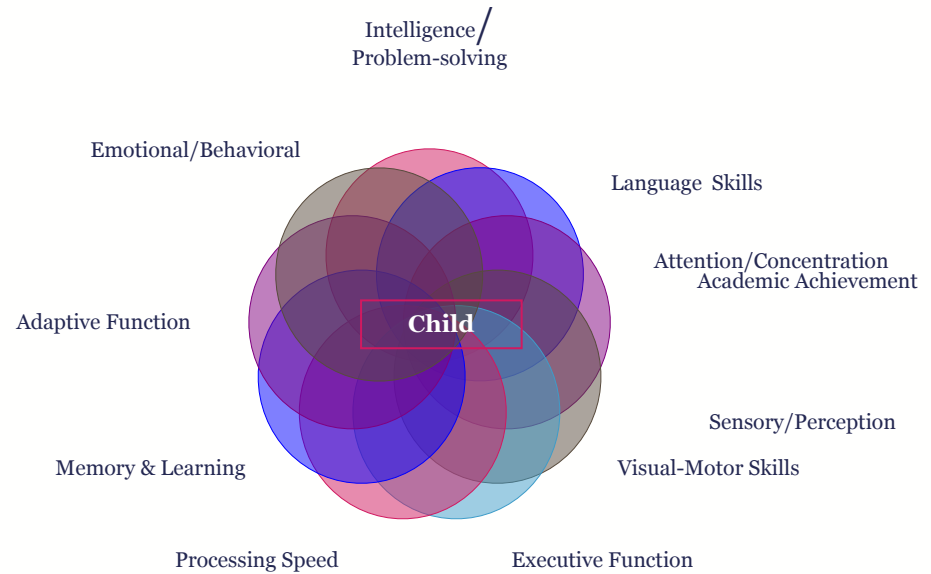 Intelligence/
Problem-solving
Emotional/Behavioral
Language Skills
Attention/Concentration
Academic Achievement
Child
Adaptive Function
Sensory/Perception
Memory & Learning
Visual-Motor Skills
Processing Speed
Executive Function